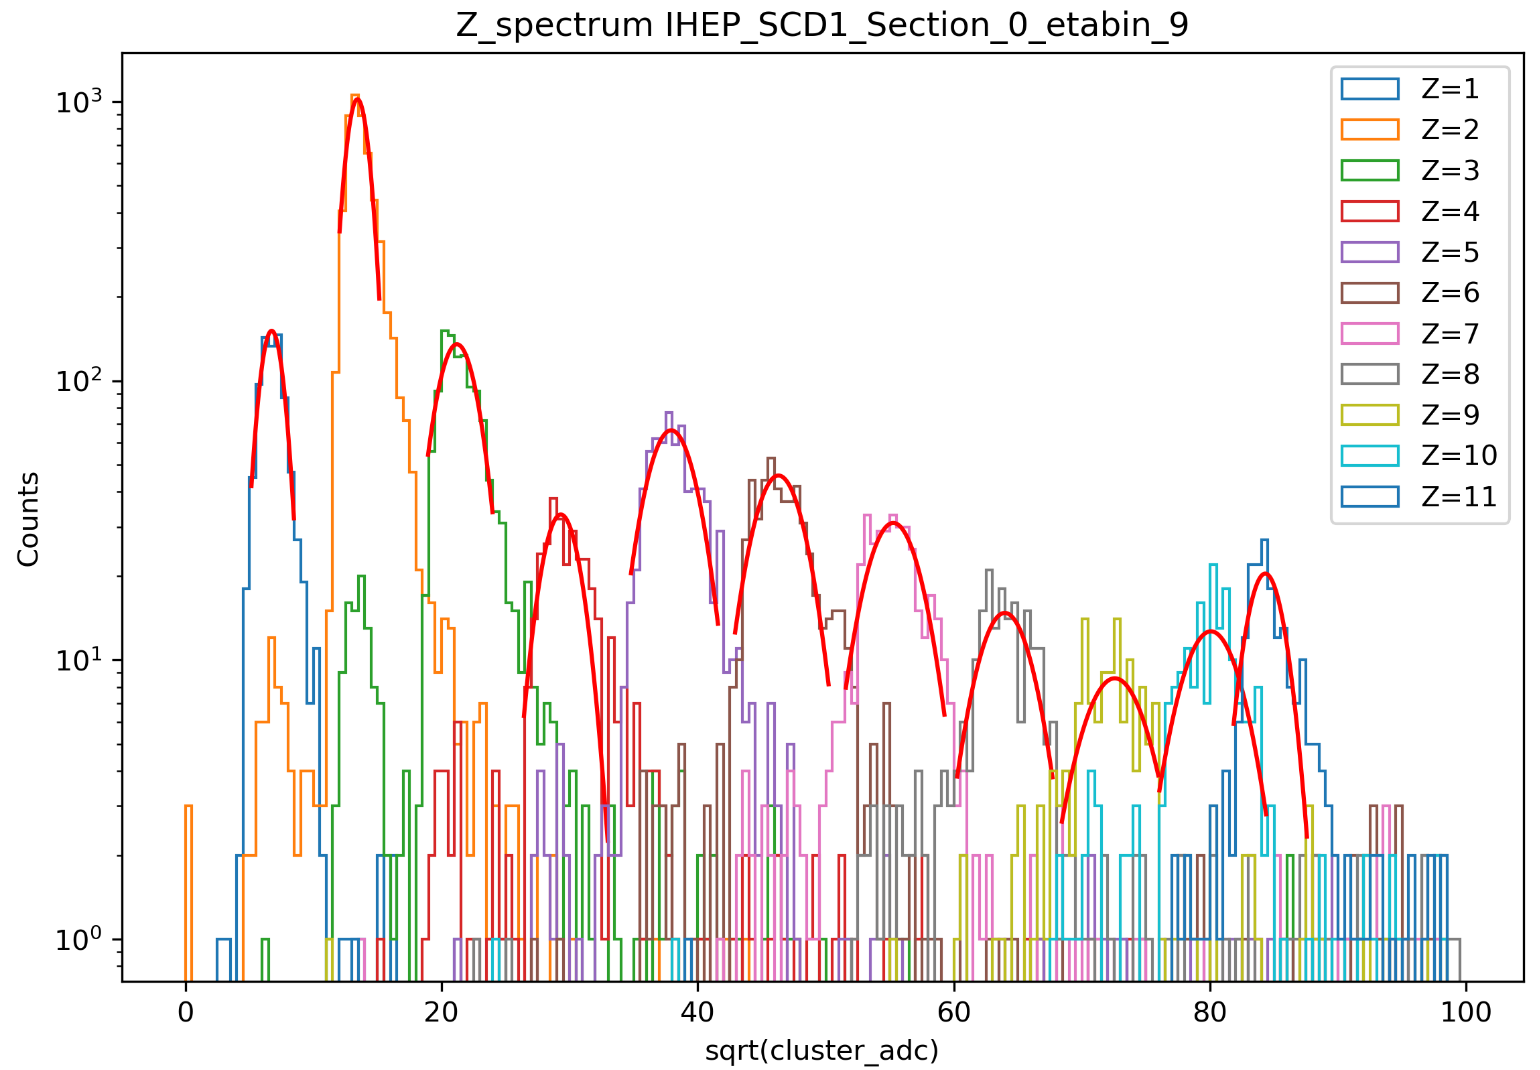 Z_spectrum IHEP_SCD1_Section_0_etabin_9
Counts
10³
10²
10¹
10⁰
0 20 40 60 80 100
sqrt(cluster_adc)
Z=1
Z=2
Z=3
Z=4
Z=5
Z=6
Z=7
Z=8
Z=9
Z=10
Z=11